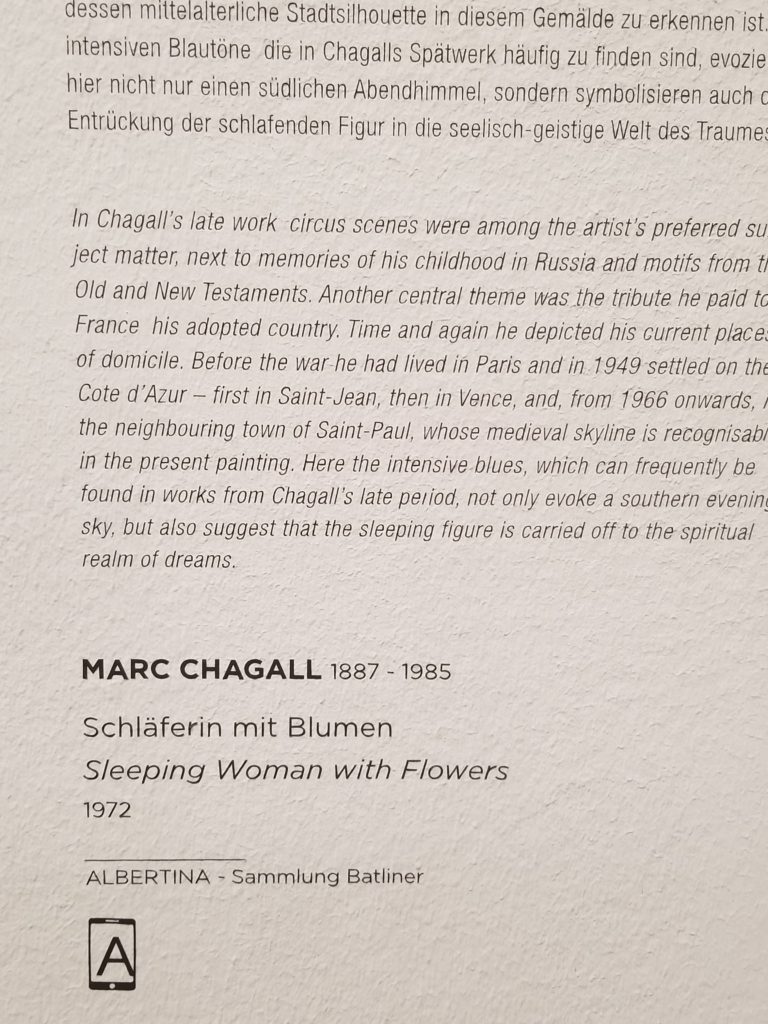 dessen mittelalterliche Stadtsilhouette in diesem Gemälde zu erkennen ist.
intensiven Blautöne die in Chagalls Spätwerk häufig zu finden sind, evozie
hier nicht nur einen südlichen Abendhimmel, sondern symbolisieren auch d
Entrückung der schlafenden Figur in die seelisch-geistige Welt des Traumes
In Chagall's late work circus scenes were among the artist's preferred su
ject matter, next to memories of his childhood in Russia and motifs from th
Old and New Testaments. Another central theme was the tribute he paid to
France his adopted country. Time and again he depicted his current places
of domicile. Before the war he had lived in Paris and in 1949 settled on the
Cote d'Azur – first in Saint-Jean, then in Vence, and, from 1966 onwards,
the neighbouring town of Saint-Paul, whose medieval skyline is recognisabl
in the present painting. Here the intensive blues, which can frequently be
found in works from Chagall's late period, not only evoke a southern evening
sky, but also suggest that the sleeping figure is carried off to the spiritual
realm of dreams.
MARC CHAGALL 1887 - 1985
Schläferin mit Blumen
Sleeping Woman with Flowers
1972
ALBERTINA - Sammlung Batliner
A